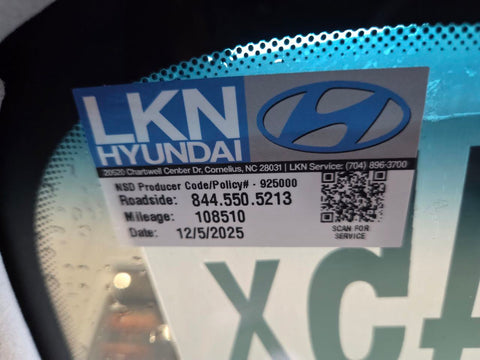 LKN
HYUNDAI
20520 Chartwell Center Dr, Cornelius, NC 28031 | LKN Service: (704) 896-3700
NSD Producer Code/Policy# - 925000
Roadside: 844.550.5213
Mileage: 108510
Date: 12/5/2025
SCAN FOR
SERVICE
XC